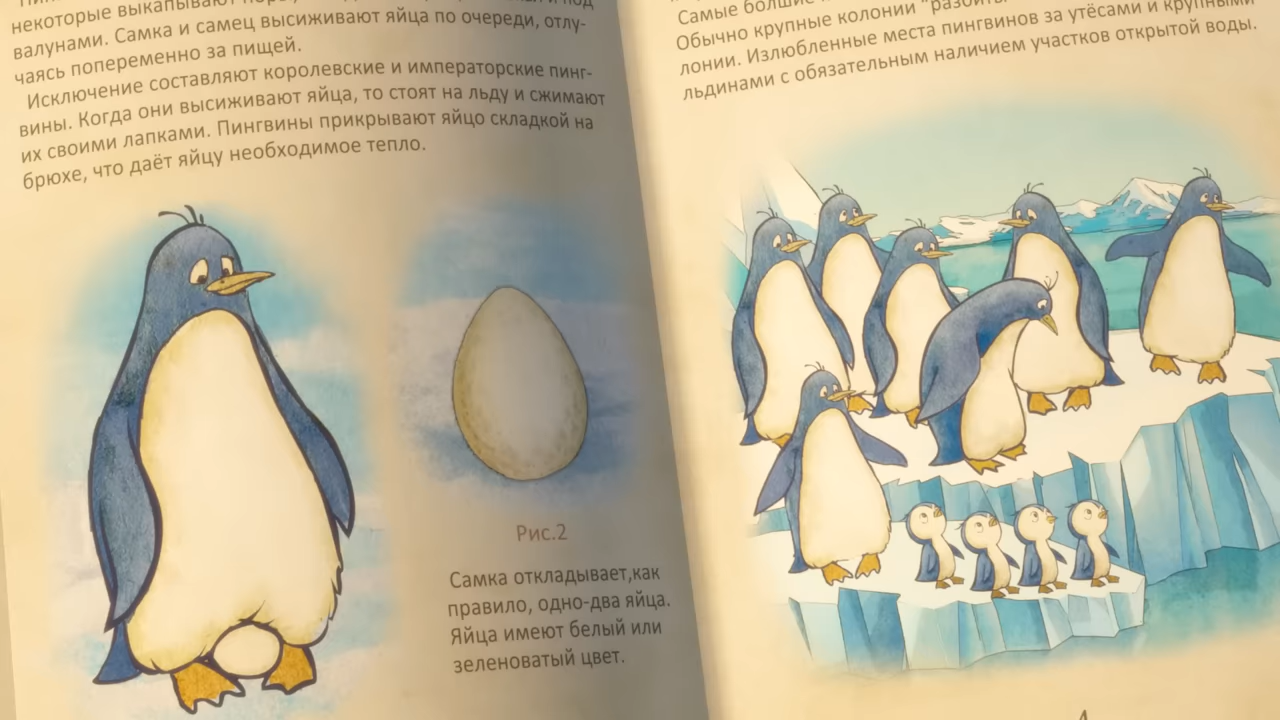 некоторые выкапывают
валунами. Самка и самец высиживают яйца по очереди, отлу-
чаясь попеременно за пищей.
Исключение составляют королевские и императорские пинг-
вины. Когда они высиживают яйца, то стоят на льду и сжимают
их своими лапками. Пингвины прикрывают яйцо складкой на
брюхе, что даёт яйцу необходимое тепло.
Рис.2
Самка откладывает,как
правило, одно-два яйца.
Яйца имеют белый или
зеленоватый цвет.
Самые болшие
Обычно крупные колонии
лонии. Излюбленные места пингвинов за утёсами и крупными
льдинами с обязательным наличием участков открытой воды.